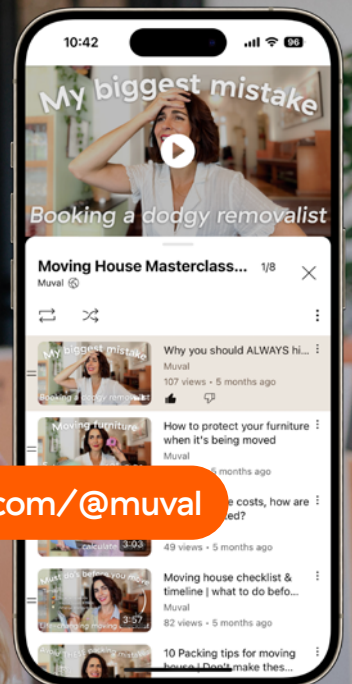 10:42
96
My biggest mistake
Booking a dodgy removalist
Moving House Masterclass...
1/8
Muval
My biggest mistake
Booking a dodgy removalist
Why you should ALWAYS hi...
Muval
107 views • 5 months ago
Moving furniture
How to protect your furniture
when it's being moved
Muval
5 months ago
com/@muval
costs, how are
ed?
calculate
3:03
49 views • 5 months ago
Must do's before you move
Life-changing moving
3:57
Moving house checklist &
timeline | what to do befo...
Muval
82 views • 5 months ago
10 Packing tips for moving
house | Don't make thes...